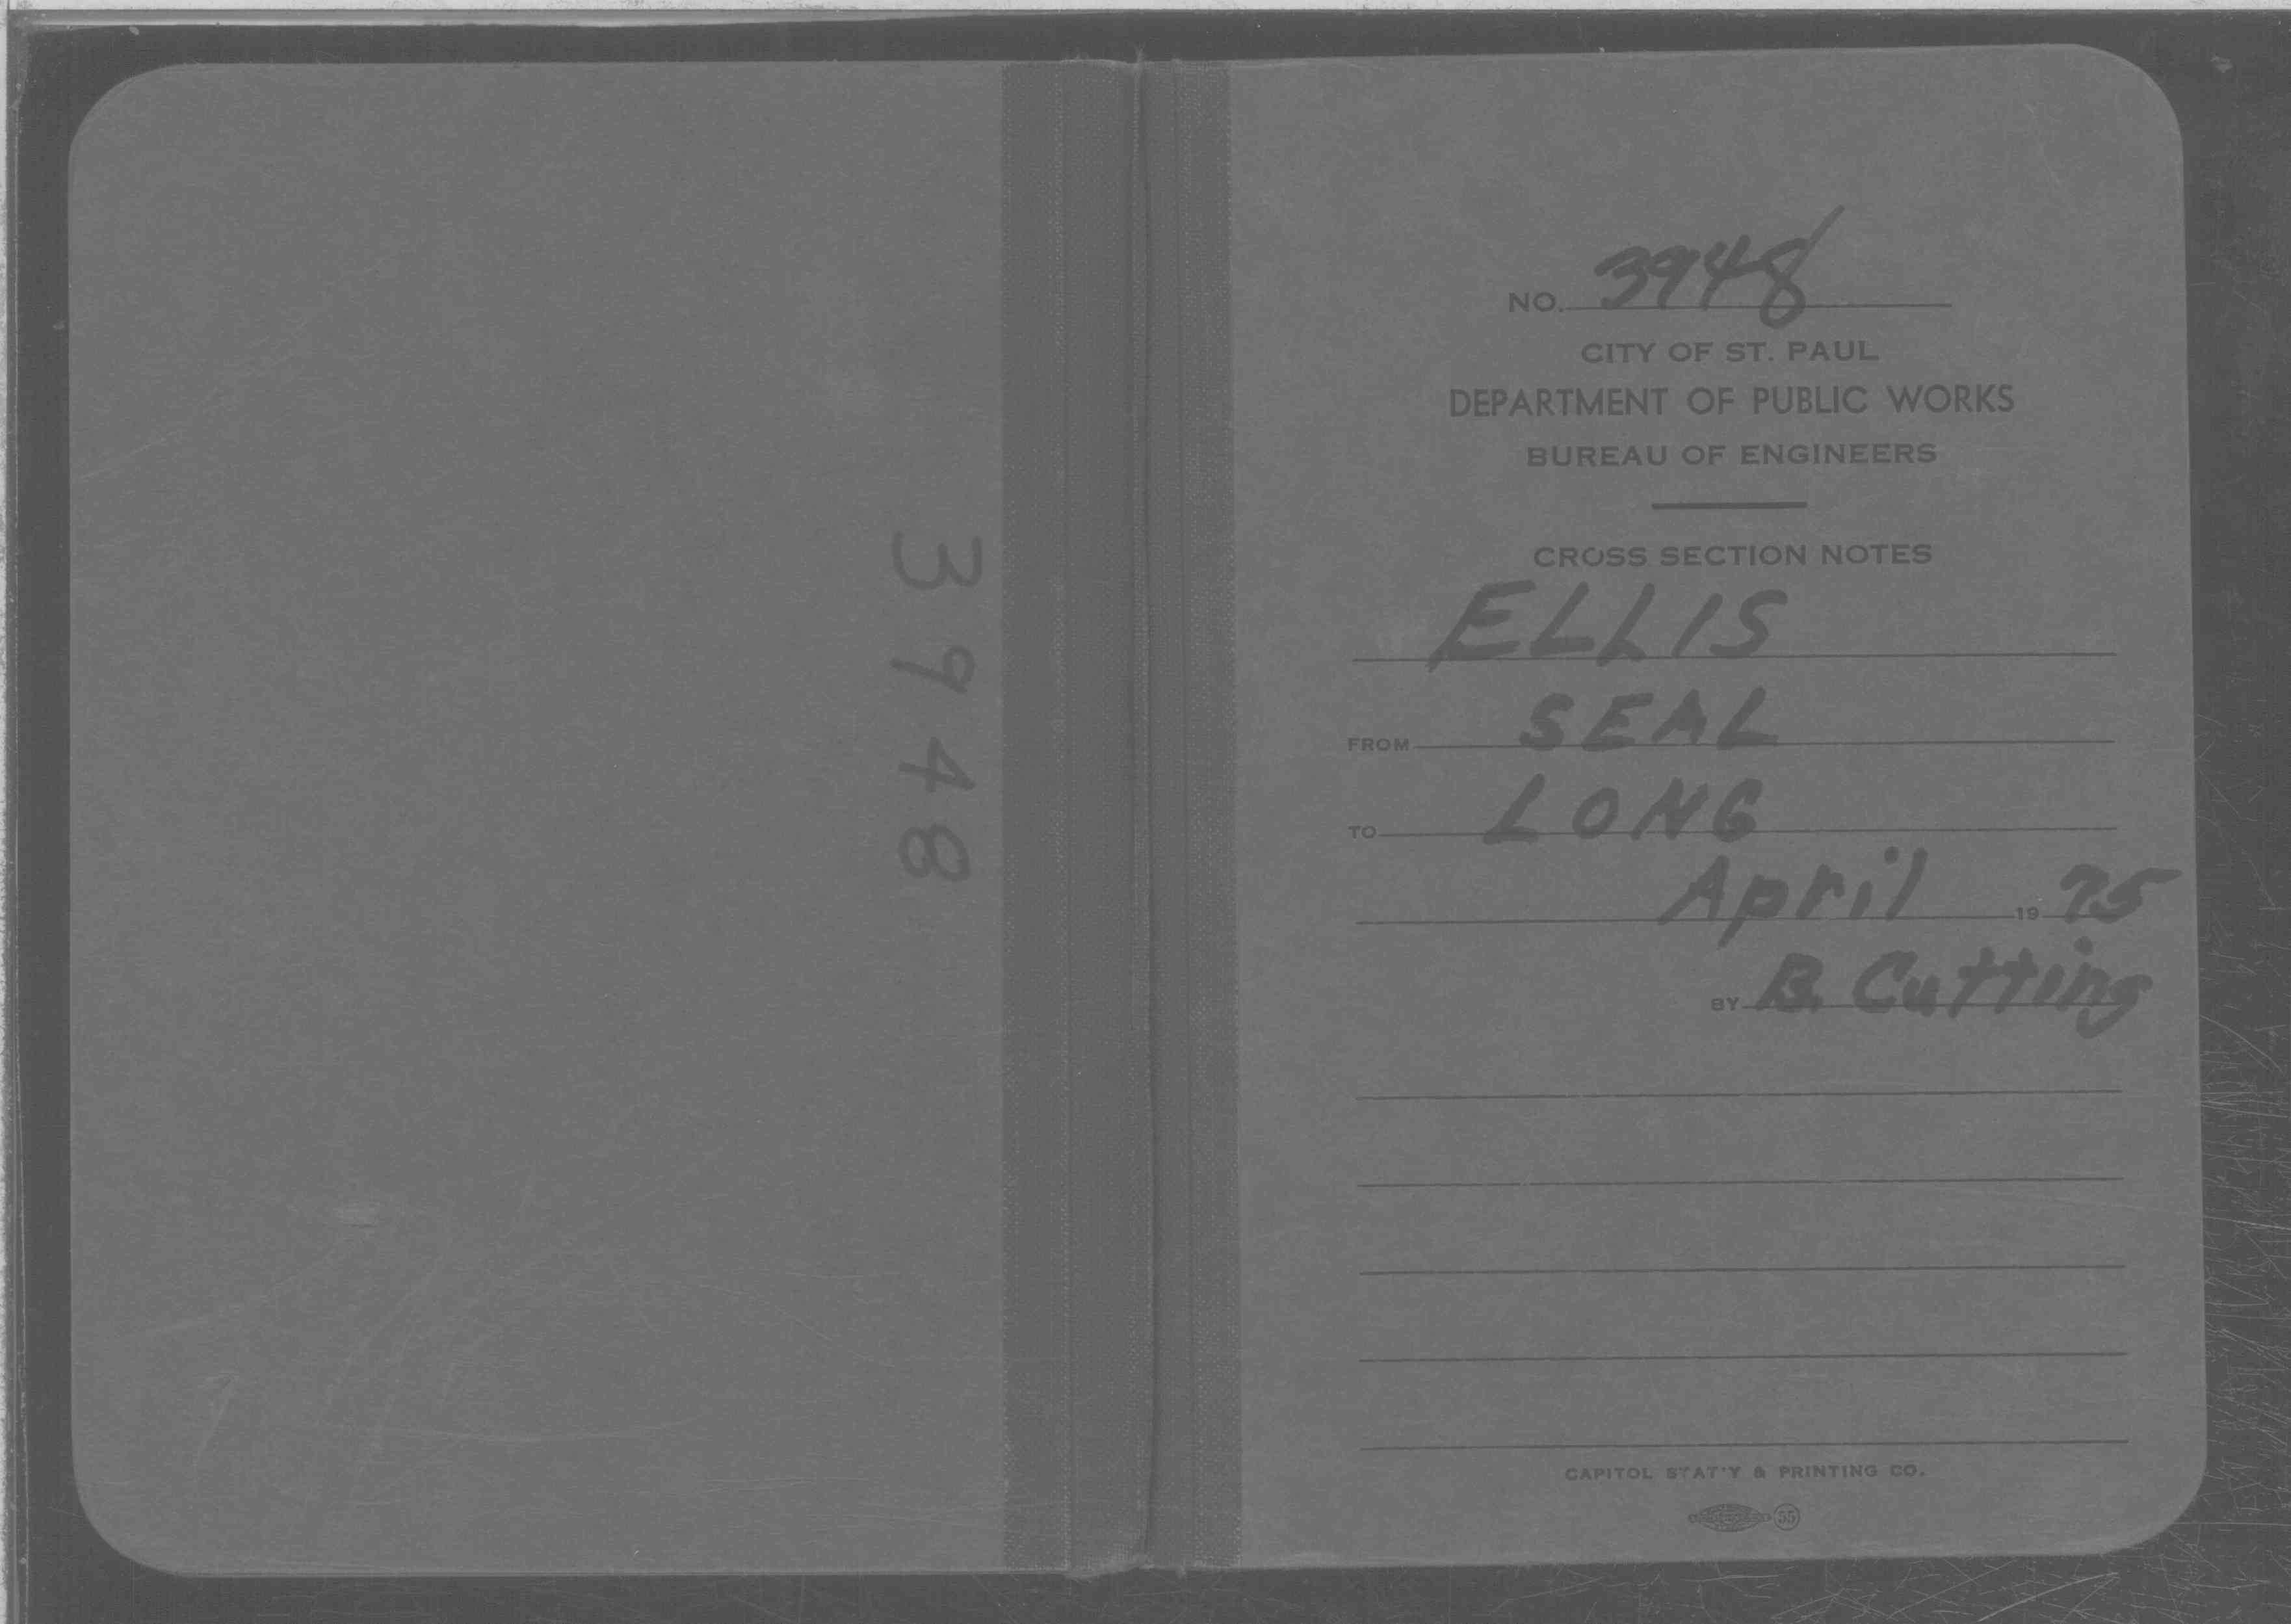 3948
NO. 3948
CITY OF ST. PAUL
DEPARTMENT OF PUBLIC WORKS
BUREAU OF ENGINEERS
CROSS SECTION NOTES
ELLIS
FROM SEAL
TO LONG
April 1975
BY B. Cutting
CAPITOL STAT'Y & PRINTING CO.
55